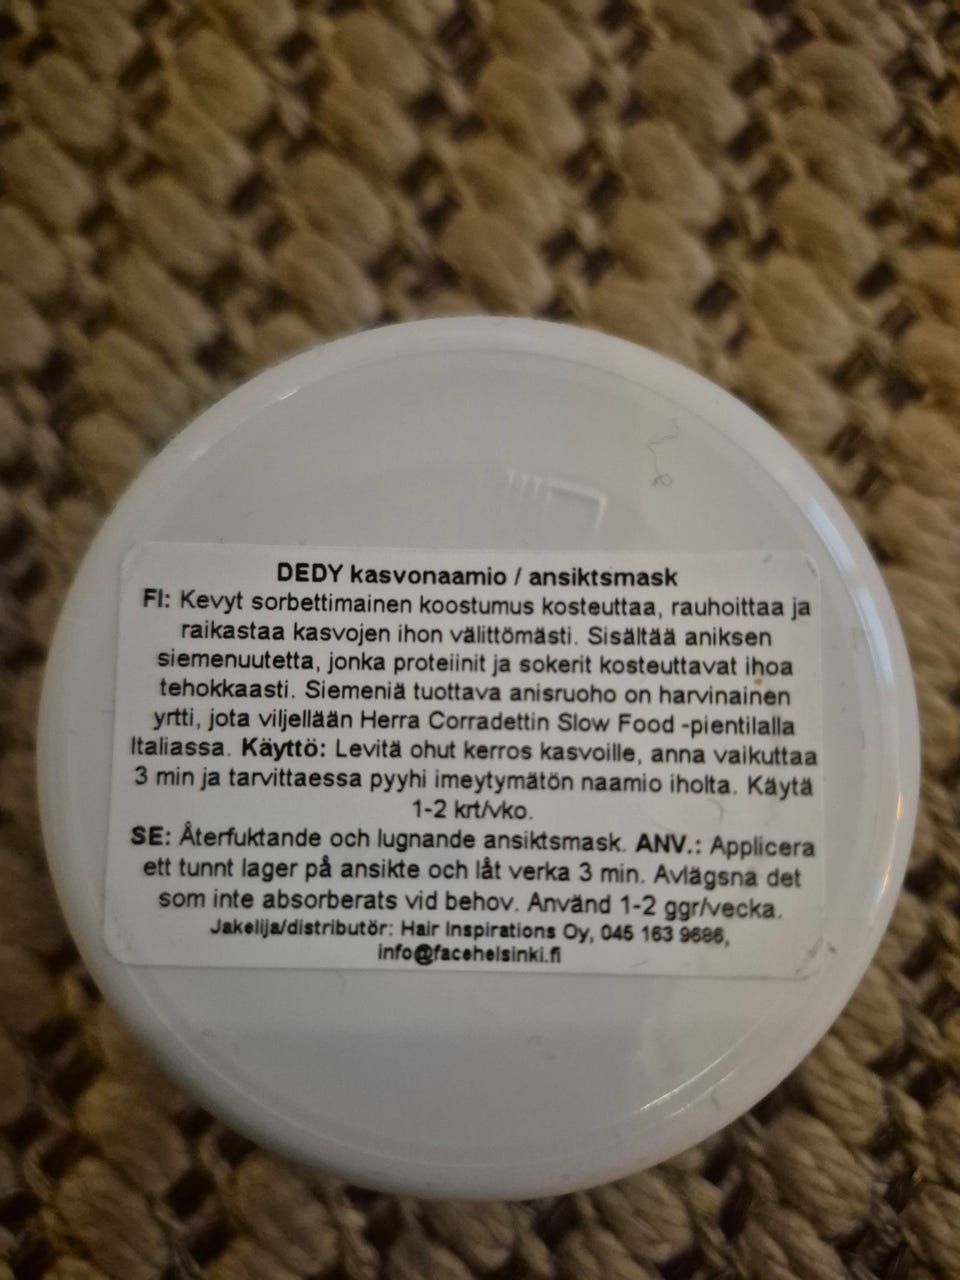 DEDY kasvonaamio / ansiktsmask
FI: Kevyt sorbettimainen koostumus kosteuttaa, rauhoittaa ja
raikastaa kasvojen ihon välittömästi. Sisältää aniksen
siemenuutetta, jonka proteiinit ja sokerit kosteuttavat ihoa
tehokkaasti. Siemeniä tuottava anisruoho on harvinainen
yrtti, jota viljellään Herra Corradettin Slow Food -pientilalla
Italiassa. Käyttö: Levitä ohut kerros kasvoille, anna vaikuttaa
3 min ja tarvittaessa pyyhi imeytymätön naamio iholta. Käytä
1-2 krt/vko.
SE: Återfuktande och lugnande ansiktsmask. ANV.: Applicera
ett tunnt lager på ansikte och låt verka 3 min. Avlägsna det
som inte absorberats vid behov. Använd 1-2 ggr/vecka.
Jakelija/distributör: Hair Inspirations Oy, 045 163 9686,
info@facehelsinki.fi